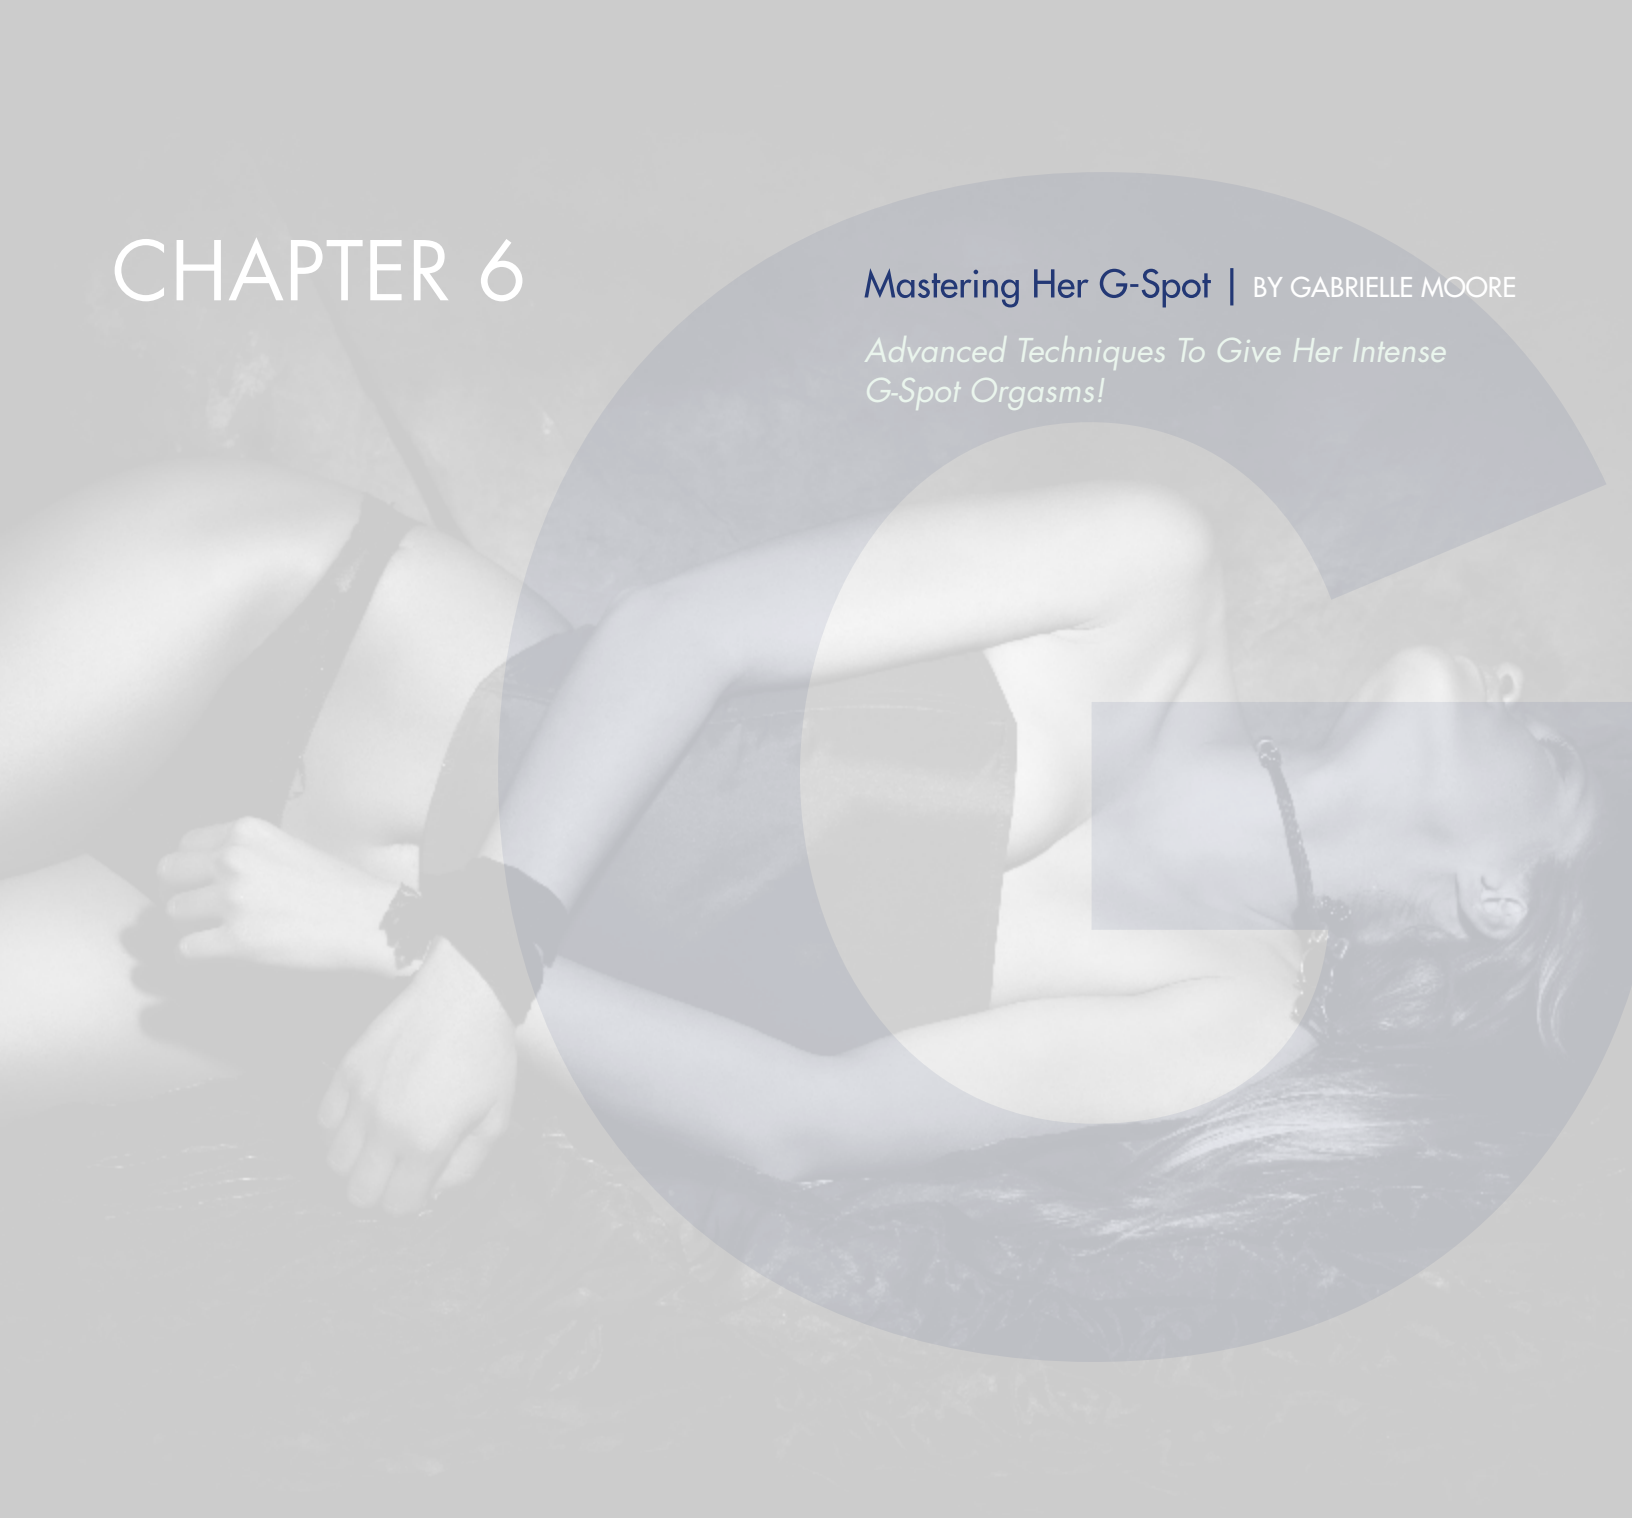 CHAPTER 6
Mastering Her G-Spot | BY GABRIELLE MOORE
Advanced Techniques To Give Her Intense
G-Spot Orgasms!
G